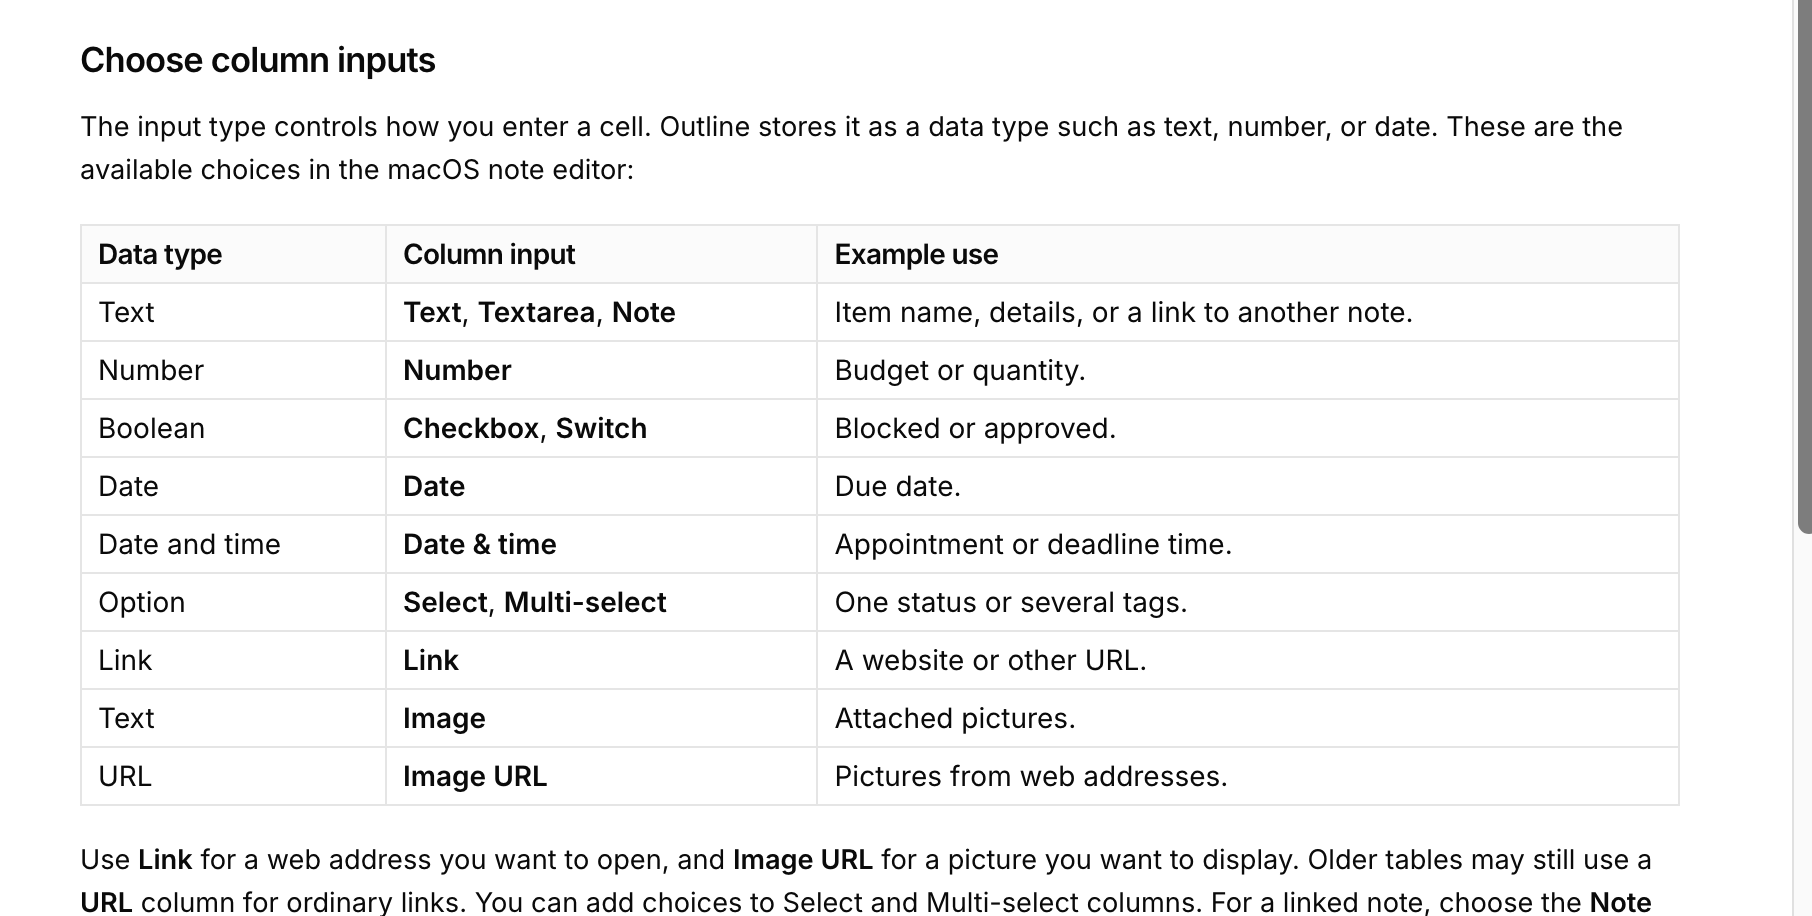 Choose column inputs
The input type controls how you enter a cell. Outline stores it as a data type such as text, number, or date. These are the
available choices in the macOS note editor:
Data type Column input Example use
Text Text, Textarea, Note Item name, details, or a link to another note.
Number Number Budget or quantity.
Boolean Checkbox, Switch Blocked or approved.
Date Date Due date.
Date and time Date & time Appointment or deadline time.
Option Select, Multi-select One status or several tags.
Link Link A website or other URL.
Text Image Attached pictures.
URL Image URL Pictures from web addresses.
Use Link for a web address you want to open, and Image URL for a picture you want to display. Older tables may still use a
URL column for ordinary links. You can add choices to Select and Multi-select columns. For a linked note, choose the Note